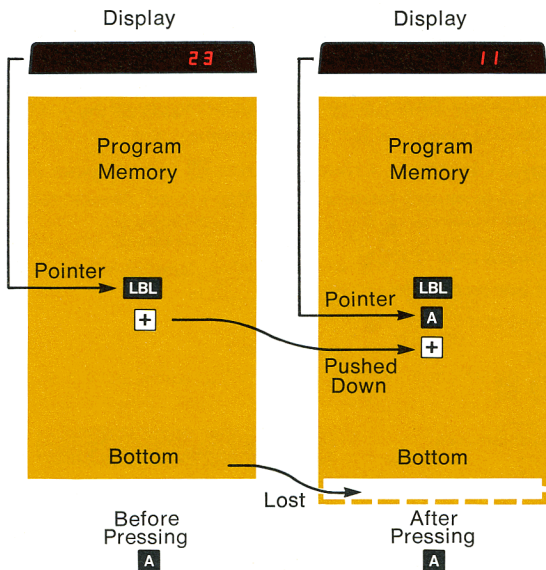 Display
23
Program
Memory
Pointer
LBL
+
Bottom
Before
Pressing
A
Display
11
Program
Memory
LBL
Pointer
A
+
Pushed
Down
Bottom
Lost
After
Pressing
A